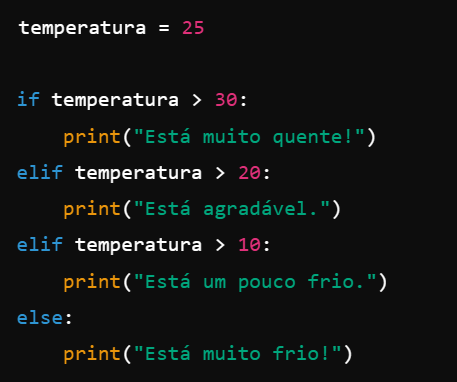 temperatura = 25
if temperatura > 30:
    print("Está muito quente!")
elif temperatura > 20:
    print("Está agradável.")
elif temperatura > 10:
    print("Está um pouco frio.")
else:
    print("Está muito frio!")